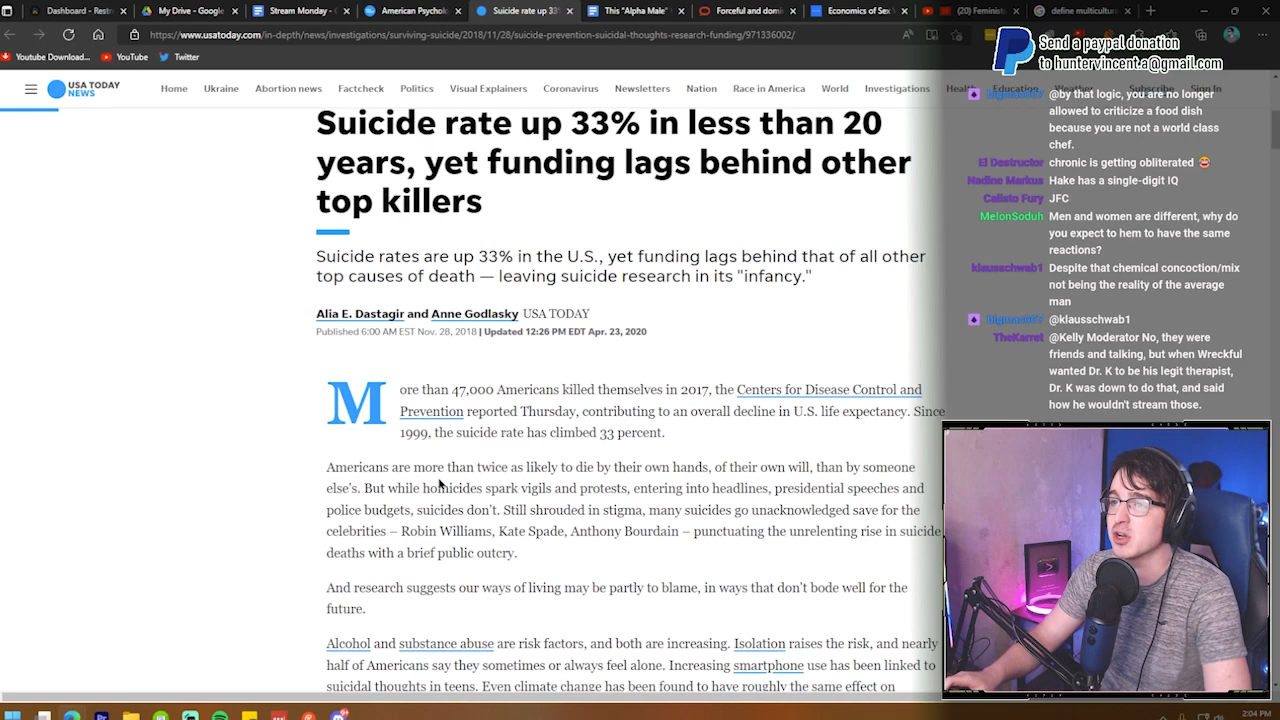 Dashboard - Restr
My Drive - Google
Stream Monday -
American Psychol
Suicide rate up 33%
This "Alpha Male"
Forceful and domi
Economics of Sex
(20) Feminist
define multicultur
https://www.usatoday.com/in-depth/news/investigations/surviving-suicide/2018/11/28/suicide-prevention-suicidal-thoughts-research-funding/971336002/
Youtube Download...
YouTube
Twitter
Send a paypal donation
to huntervincent.a@gmail.com
USA TODAY
NEWS
Home
Ukraine
Abortion news
Factcheck
Politics
Visual Explainers
Coronavirus
Newsletters
Nation
Race in America
World
Investigations
Health
Education
Weather
Subscribe
Sign In
Suicide rate up 33% in less than 20
years, yet funding lags behind other
top killers
Suicide rates are up 33% in the U.S., yet funding lags behind that of all other
top causes of death — leaving suicide research in its "infancy."
Alia E. Dastagir and Anne Godlasky USA TODAY
Published 6:00 AM EST Nov. 28, 2018 | Updated 12:26 PM EDT Apr. 23, 2020
More than 47,000 Americans killed themselves in 2017, the Centers for Disease Control and
Prevention reported Thursday, contributing to an overall decline in U.S. life expectancy. Since
1999, the suicide rate has climbed 33 percent.
Americans are more than twice as likely to die by their own hands, of their own will, than by someone
else's. But while homicides spark vigils and protests, entering into headlines, presidential speeches and
police budgets, suicides don't. Still shrouded in stigma, many suicides go unacknowledged save for the
celebrities – Robin Williams, Kate Spade, Anthony Bourdain – punctuating the unrelenting rise in suicide
deaths with a brief public outcry.
And research suggests our ways of living may be partly to blame, in ways that don't bode well for the
future.
Alcohol and substance abuse are risk factors, and both are increasing. Isolation raises the risk, and nearly
half of Americans say they sometimes or always feel alone. Increasing smartphone use has been linked to
suicidal thoughts in teens. Even climate change has been found to have roughly the same effect on
@by that logic, you are no longer
allowed to criticize a food dish
because you are not a world class
chef.
El Destructor chronic is getting obliterated
Nadine Markus Hake has a single-digit IQ
Calisto Fury JFC
MelonSoduh Men and women are different, why do
you expect to hem to have the same
reactions?
klausschwab1 Despite that chemical concoction/mix
not being the reality of the average
man
@klausschwab1
TheKarret @Kelly Moderator No, they were
friends and talking, but when Wreckful
wanted Dr. K to be his legit therapist,
Dr. K was down to do that, and said
how he wouldn't stream those.
2:04 PM